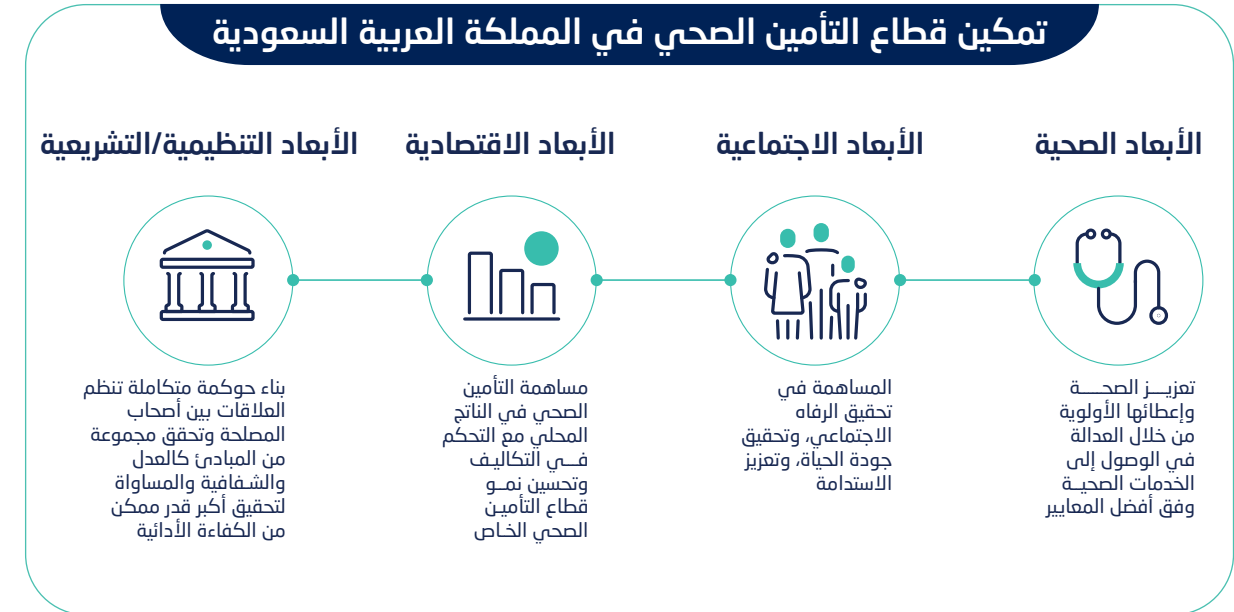 تمكين قطاع التأمين الصحي في المملكة العربية السعودية
الأبعاد الصحية
تعزيــز الصحــــة
وإعطائها الأولوية
من خلال العدالة
في الوصول إلى
الخدمات الصحيــة
وفق أفضل المعايير
الأبعاد الاجتماعية
المساهمة في
تحقيق الرفاه
الاجتماعي، وتحقيق
جودة الحياة، وتعزيز
الاستدامة
الأبعاد الاقتصادية
مساهمة التأمين
الصحي في الناتج
المحلي مع التحكم
فــي التكاليـف
وتحسين نمــو
قطاع التأميـن
الصحي الخـاص
الأبعاد التنظيمية/التشريعية
بناء حوكمة متكاملة تنظم
العلاقات بين أصحاب
المصلحة وتحقق مجموعة
من المبادئ كالعدل
والشـفافية والمساواة
لتحقيق أكبر قدر ممكن
من الكفاءة الأدائية